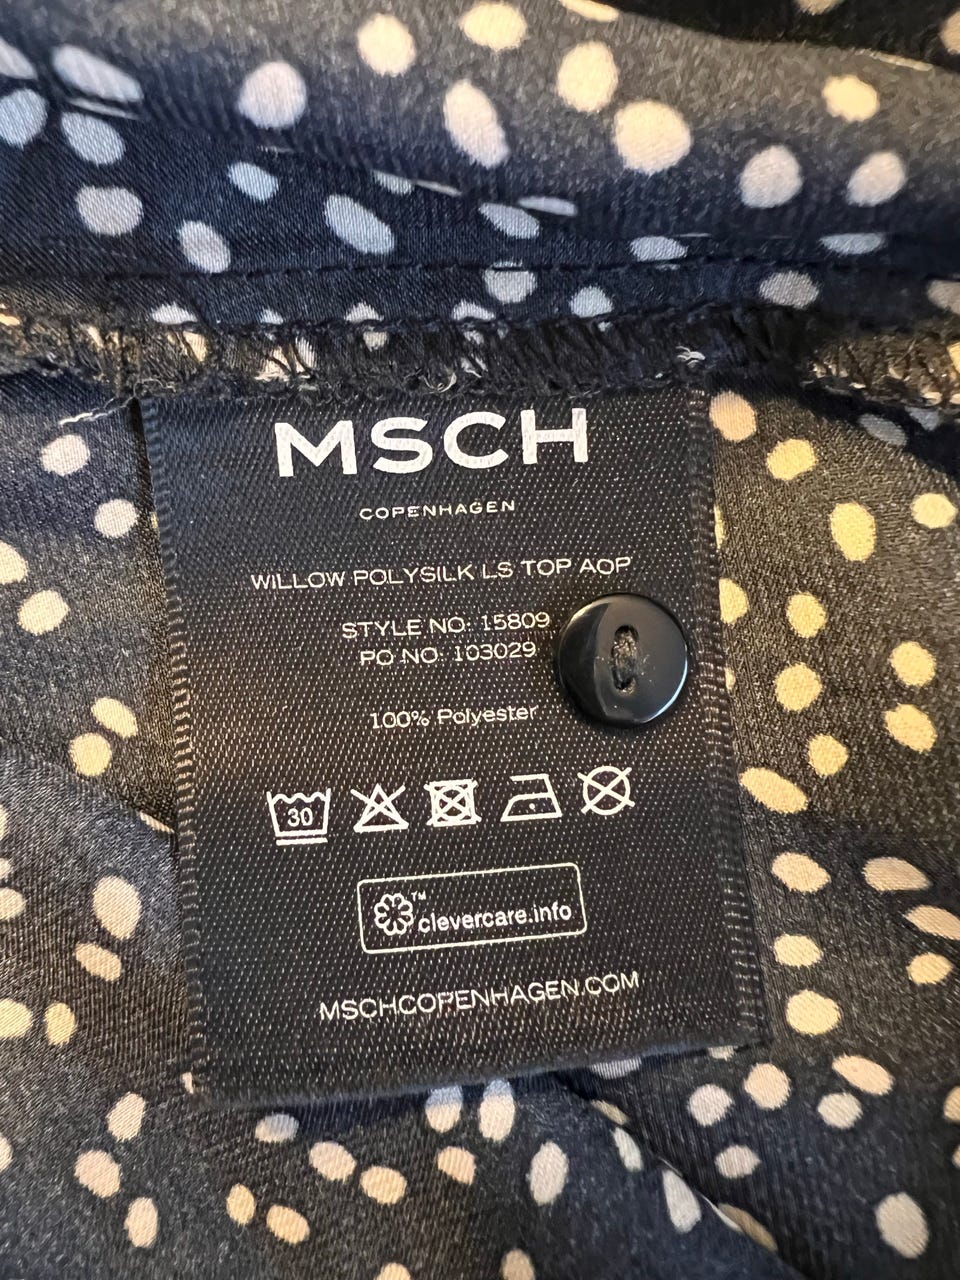 MSCH
COPENHAGEN
WILLOW POLYSILK LS TOP AOP
STYLE NO: 15809
PO NO: 103029
100% Polyester
30
™
clevercare.info
MSCHCOPENHAGEN.COM